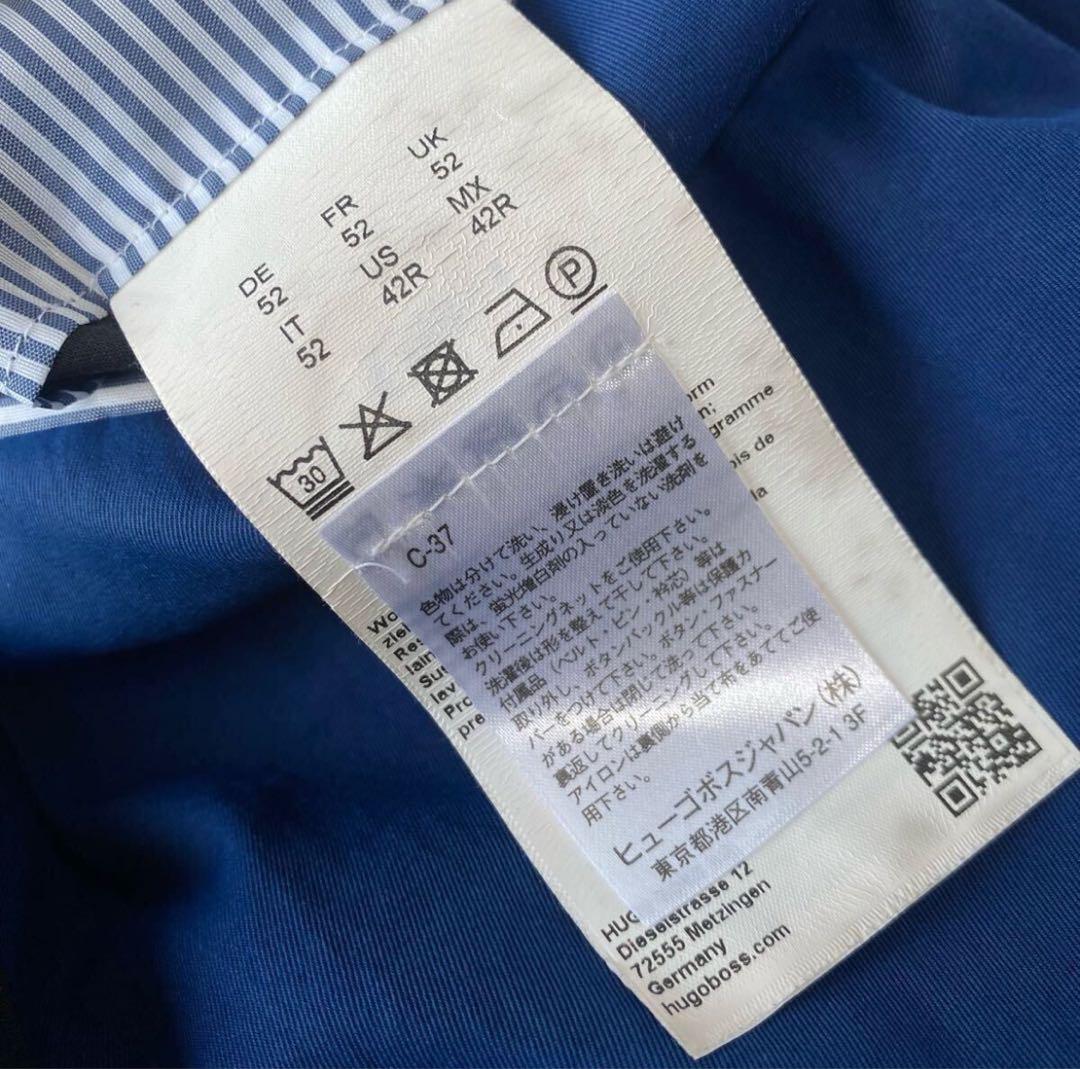 DE FR UK
52 52 52
IT US MX
52 42R 42R
30
P
C-37
色物は分けて洗い、浸け置き洗いは避け
てください。生成り又は淡色を洗濯する
際は、蛍光増白剤の入っていない洗剤を
お使い下さい。
クリーニングネットをご使用下さい。
洗濯後は形を整えて干して下さい。
付属品（ベルト・ピン・衿芯）等は
取り外し、ボタンバックル等は保護カ
バーをつけて下さい。ボタン・ファスナー
がある場合は閉じて洗って下さい。
裏返してクリーニングして下さい。
アイロンは裏側から当て布をあててご使
用下さい。
ヒューゴボスジャパン（株）
東京都港区南青山5-2-1 3F
Dieselstrasse 12
72555 Metzingen
Germany
hugoboss.com